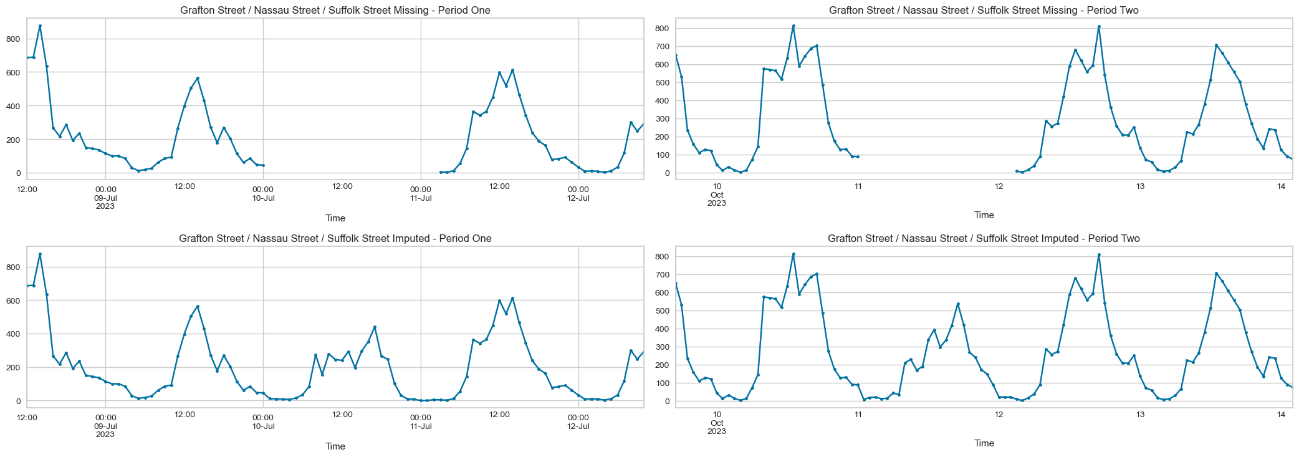 Grafton Street / Nassau Street / Suffolk Street Missing - Period One
800
600
400
200
0
12:00 00:00 12:00 00:00 12:00 00:00 12:00 00:00
09-Jul 10-Jul 11-Jul 12-Jul
2023
Time
Grafton Street / Nassau Street / Suffolk Street Missing - Period Two
800
700
600
500
400
300
200
100
0
10 11 12 13 14
Oct
2023
Time
Grafton Street / Nassau Street / Suffolk Street Imputed - Period One
800
600
400
200
0
12:00 00:00 12:00 00:00 12:00 00:00 12:00 00:00
09-Jul 10-Jul 11-Jul 12-Jul
2023
Time
Grafton Street / Nassau Street / Suffolk Street Imputed - Period Two
800
700
600
500
400
300
200
100
0
10 11 12 13 14
Oct
2023
Time